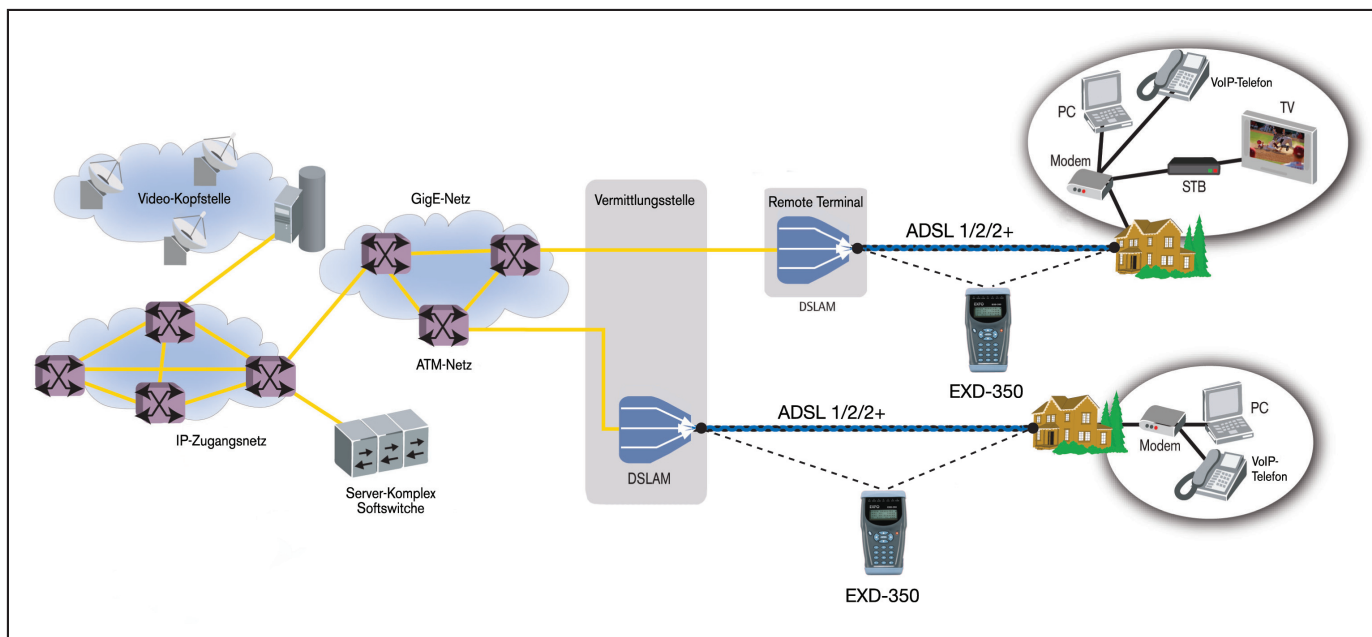 VoIP-Telefon
PC
TV
Modem
STB
Video-Kopfstelle
GigE-Netz
Vermittlungsstelle
Remote Terminal
ADSL 1/2/2+
DSLAM
EXFO
ATM-Netz
EXD-350
IP-Zugangsnetz
ADSL 1/2/2+
PC
Modem
VoIP-
Telefon
DSLAM
Server-Komplex
Softswitche
EXFO
EXD-350